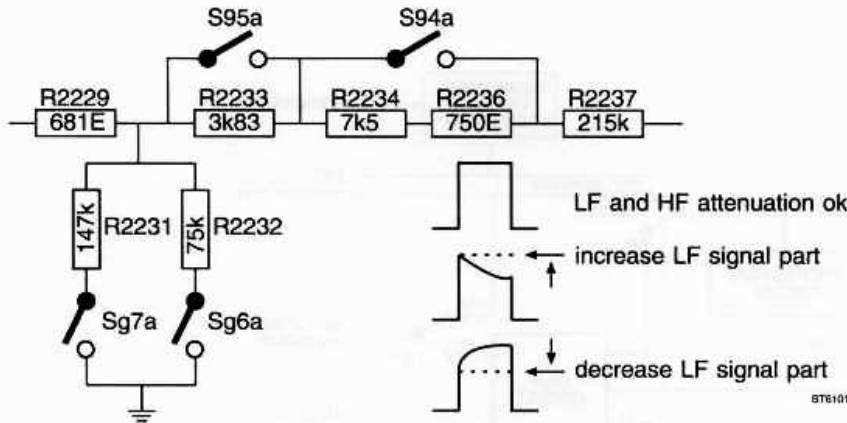 S95a
S94a
R2229
R2233
R2234
R2236
R2237
681E
3k83
7k5
750E
215k
147k
R2231
75k
R2232
Sg7a
Sg6a
LF and HF attenuation ok
increase LF signal part
decrease LF signal part
ST6101